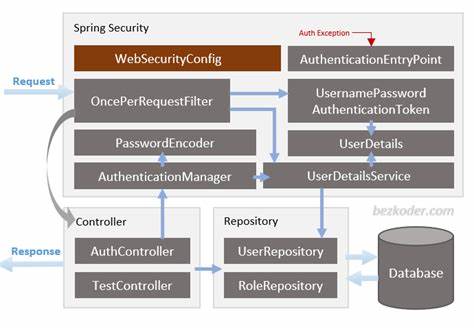 Spring Security
Auth Exception
WebSecurityConfig
AuthenticationEntryPoint
Request
OncePerRequestFilter
UsernamePassword
AuthenticationToken
PasswordEncoder
UserDetails
AuthenticationManager
UserDetailsService
bezkoder.com
Controller
Repository
Response
AuthController
UserRepository
Database
TestController
RoleRepository